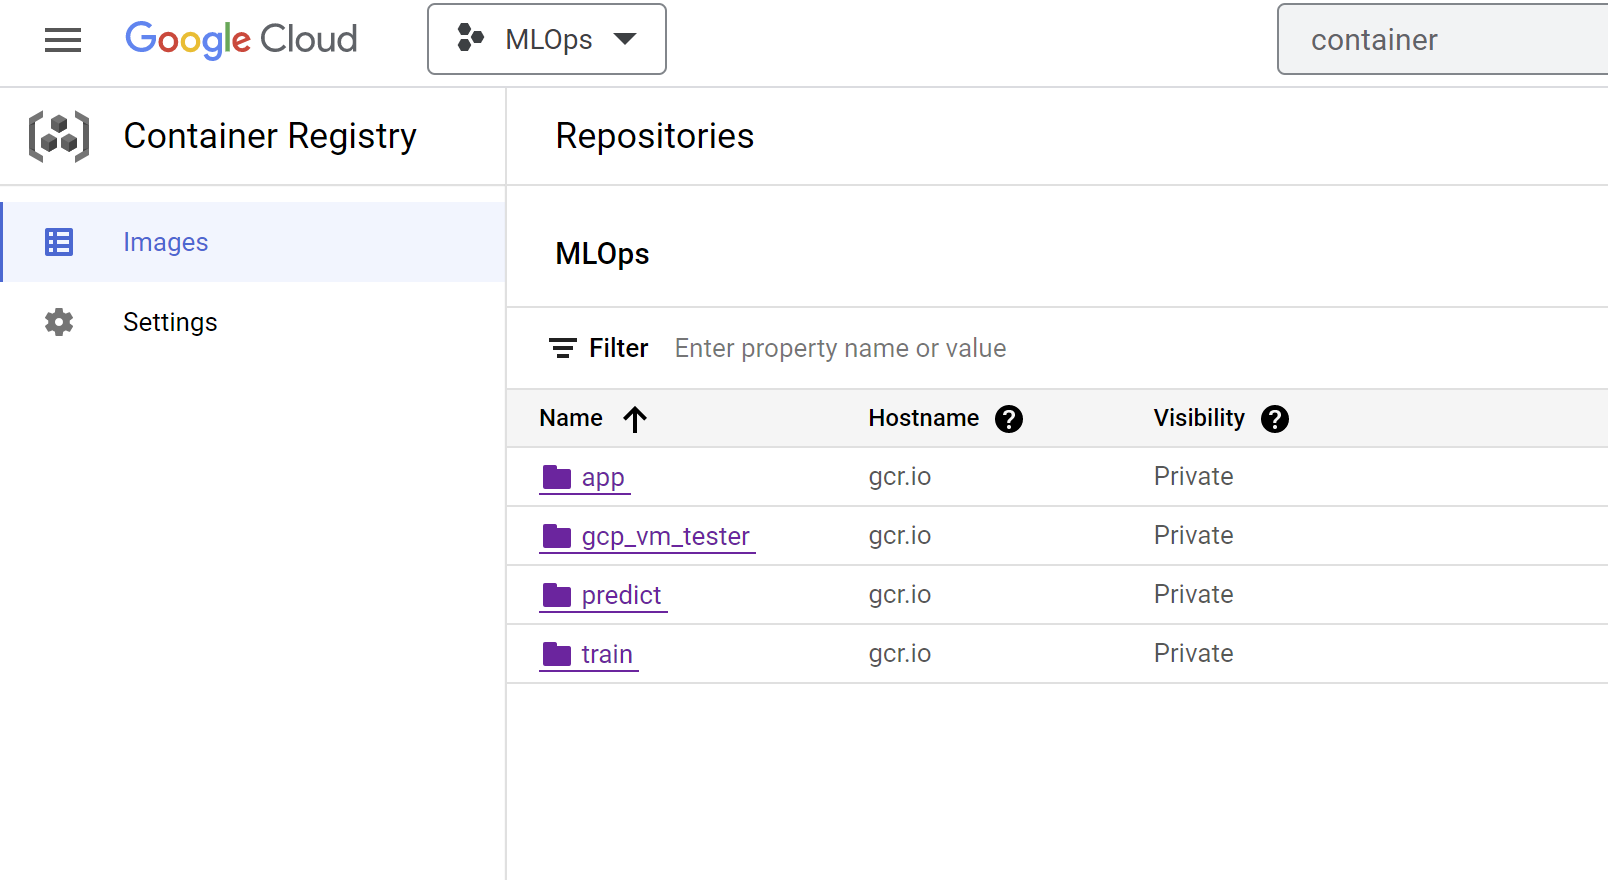 Google Cloud MLOps container
Container Registry
Images
Settings
Repositories
MLOps
Filter Enter property name or value
Name Hostname Visibility
app gcr.io Private
gcp_vm_tester gcr.io Private
predict gcr.io Private
train gcr.io Private